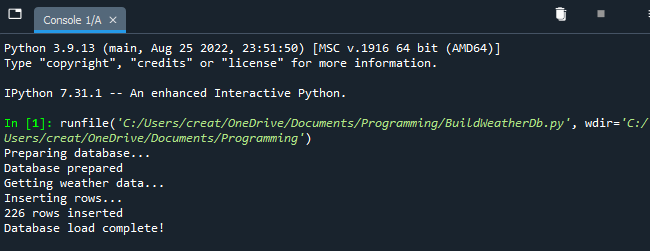 Console 1/A
Python 3.9.13 (main, Aug 25 2022, 23:51:50) [MSC v.1916 64 bit (AMD64)]
Type "copyright", "credits" or "license" for more information.
IPython 7.31.1 -- An enhanced Interactive Python.
In [1]: runfile('C:/Users/creat/OneDrive/Documents/Programming/BuildWeatherDb.py', wdir='C:/
Users/creat/OneDrive/Documents/Programming')
Preparing database...
Database prepared
Getting weather data...
Inserting rows...
226 rows inserted
Database load complete!